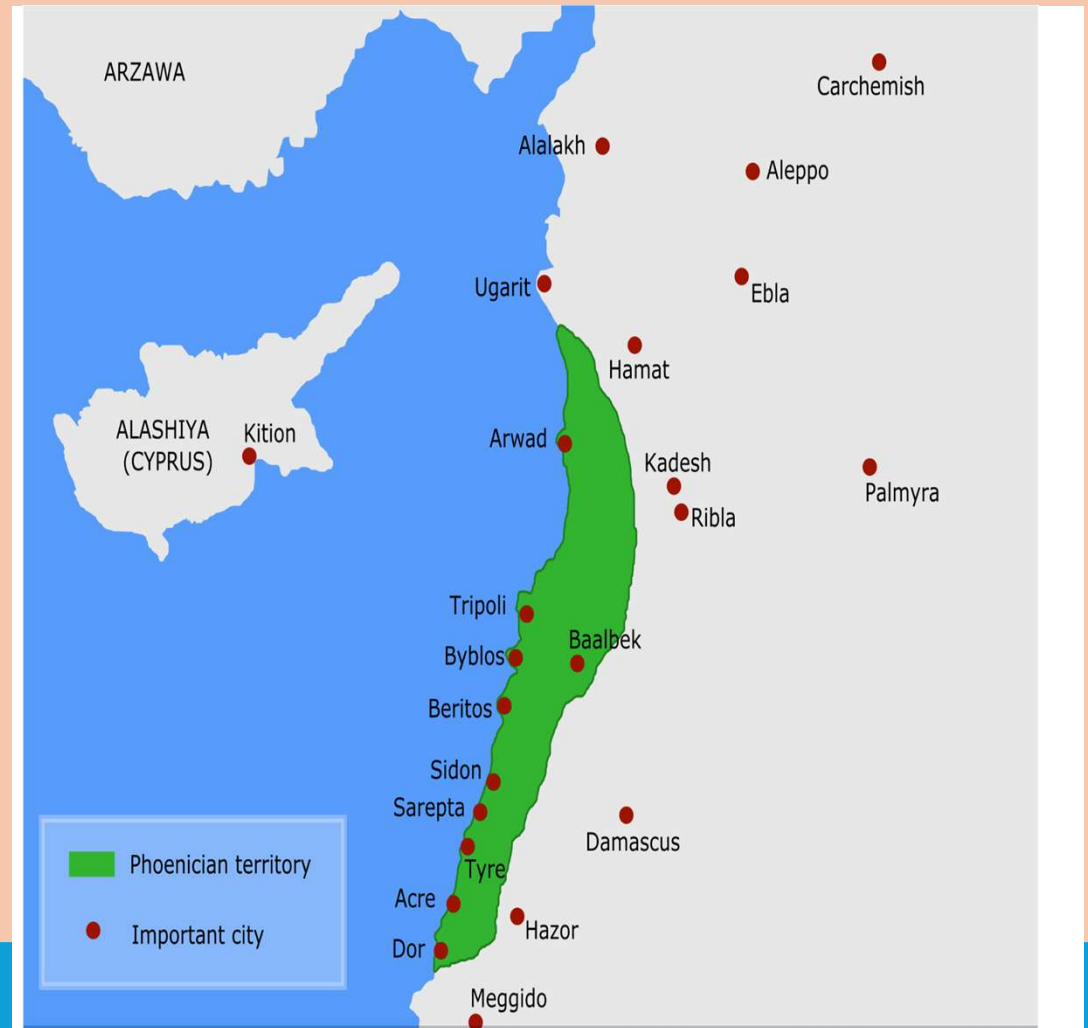 ARZAWA
Carchemish
Alalakh
Aleppo
Ugarit
Ebla
Hamat
ALASHIYA
(CYPRUS)
Kition
Arwad
Kadesh
Palmyra
Ribla
Tripoli
Baalbek
Byblos
Beritos
Sidon
Sarepta
Damascus
Tyre
Acre
Hazor
Dor
Meggido
Phoenician territory
Important city